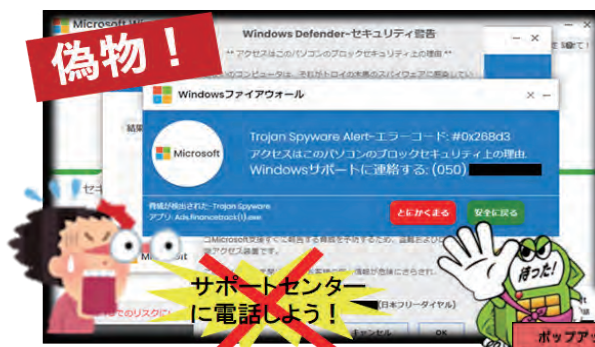 偽物！
Windows Defender-セキュリティ警告
** アクセスはこのパソコンのブロックセキュリティ上の理由 **
Windowsファイアウォール
Microsoft
Trojan Spyware Alert-エラーコード: #0x268d3
アクセスはこのパソコンのブロックセキュリティ上の理由.
Windowsサポートに連絡する: (050)
脅威が検出された-Trojan Spyware
アプリ: Ads.financetrack(1).exe
とにかくまる
安全に戻る
待った！
サポートセンター
に電話しよう！
(日本フリーダイヤル)
キャンセル
OK
ポップア